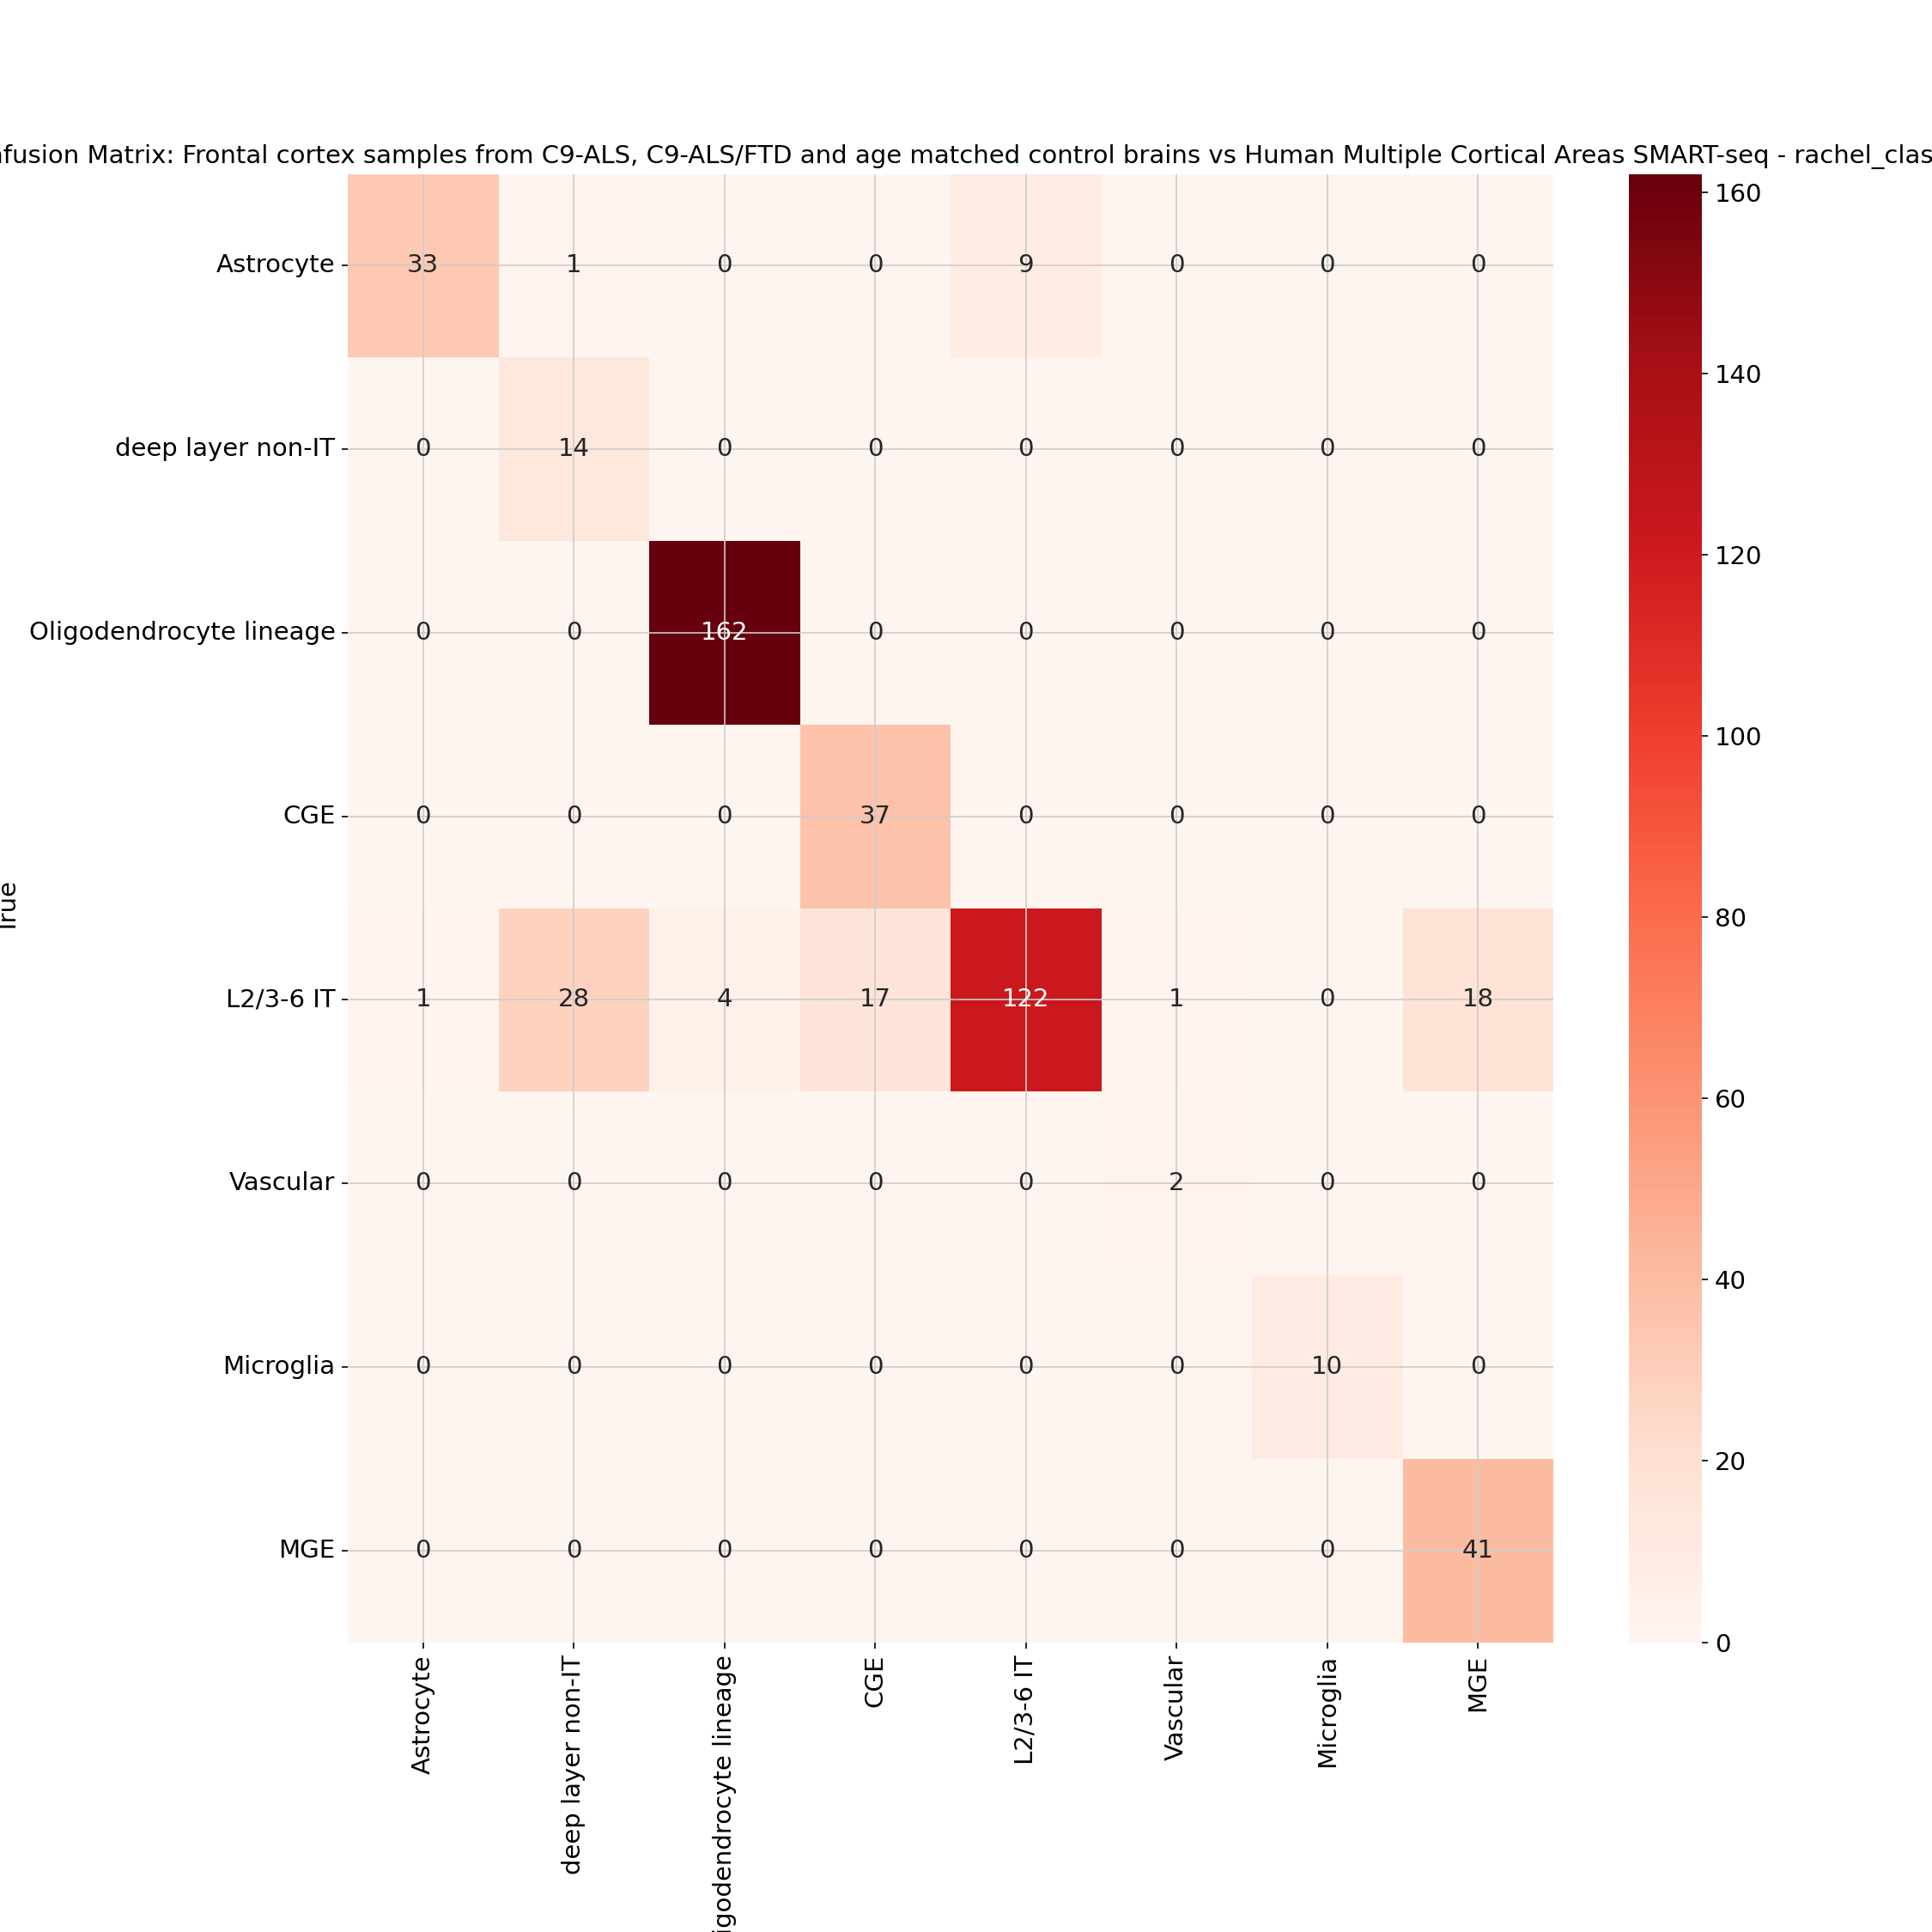 fusion Matrix: Frontal cortex samples from C9-ALS, C9-ALS/FTD and age matched control brains vs Human Multiple Cortical Areas SMART-seq - rachel_clas
160
Astrocyte 33 1 0 0 9 0 0 0
140
deep layer non-IT 0 14 0 0 0 0 0 0
120
Oligodendrocyte lineage 0 0 162 0 0 0 0 0
100
CGE 0 0 0 37 0 0 0 0
True
80
L2/3-6 IT 1 28 4 17 122 1 0 18
60
Vascular 0 0 0 0 0 2 0 0
40
Microglia 0 0 0 0 0 0 10 0
20
MGE 0 0 0 0 0 0 0 41
0
Astrocyte
deep layer non-IT
igodendrocyte lineage
CGE
L2/3-6 IT
Vascular
Microglia
MGE